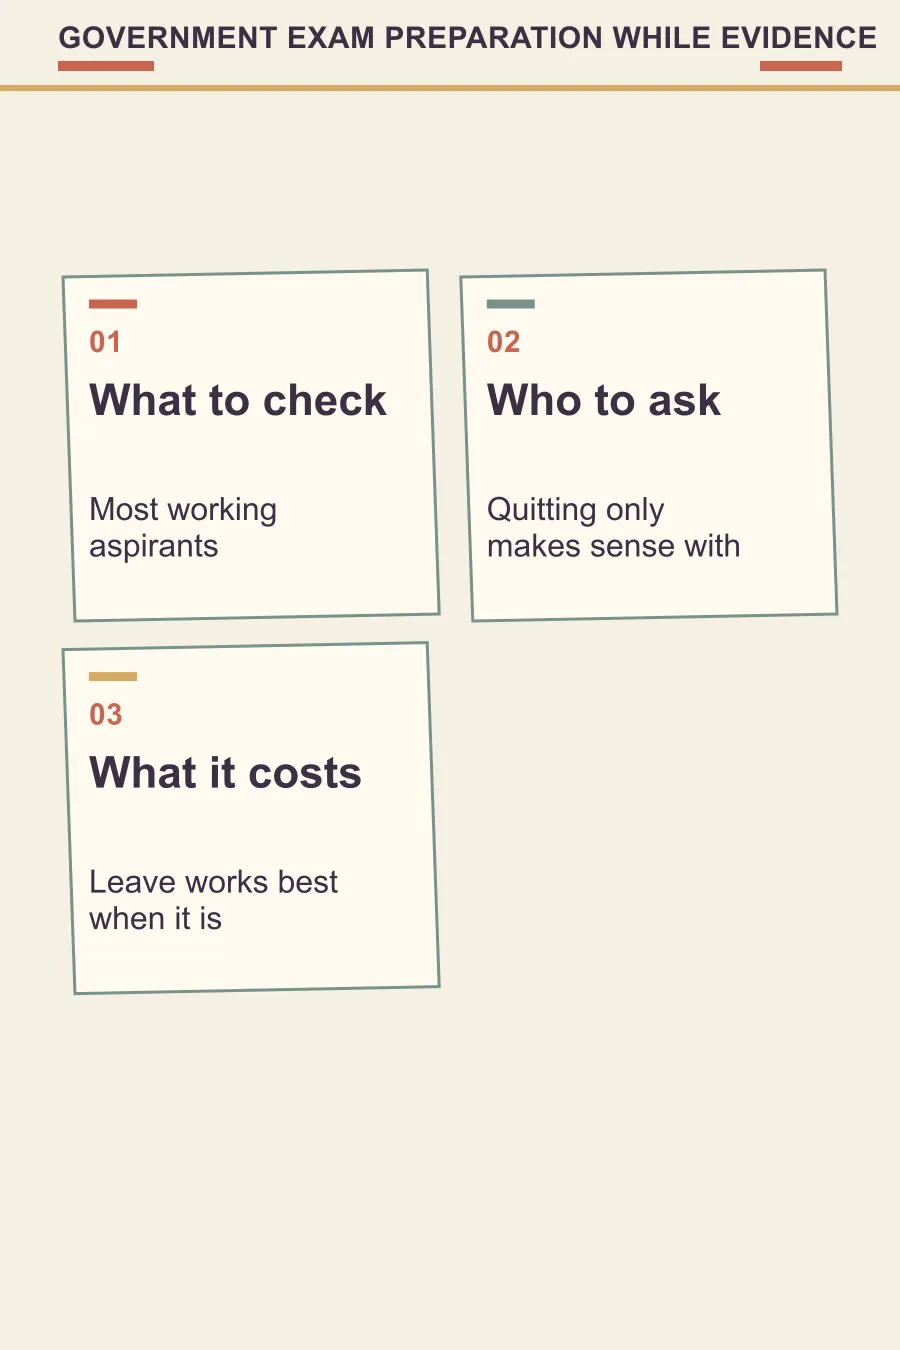 GOVERNMENT EXAM PREPARATION WHILE EVIDENCE
01
What to check
Most working
aspirants
02
Who to ask
Quitting only
makes sense with
03
What it costs
Leave works best
when it is